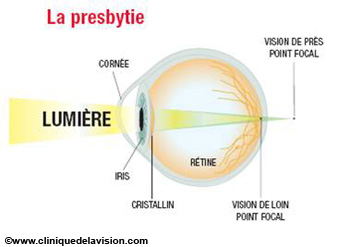 La presbytie
VISION DE PRÈS
POINT FOCAL
CORNÉE
LUMIÈRE
RÉTINE
IRIS
CRISTALLIN
VISION DE LOIN
POINT FOCAL
©www.cliniquedelavision.com